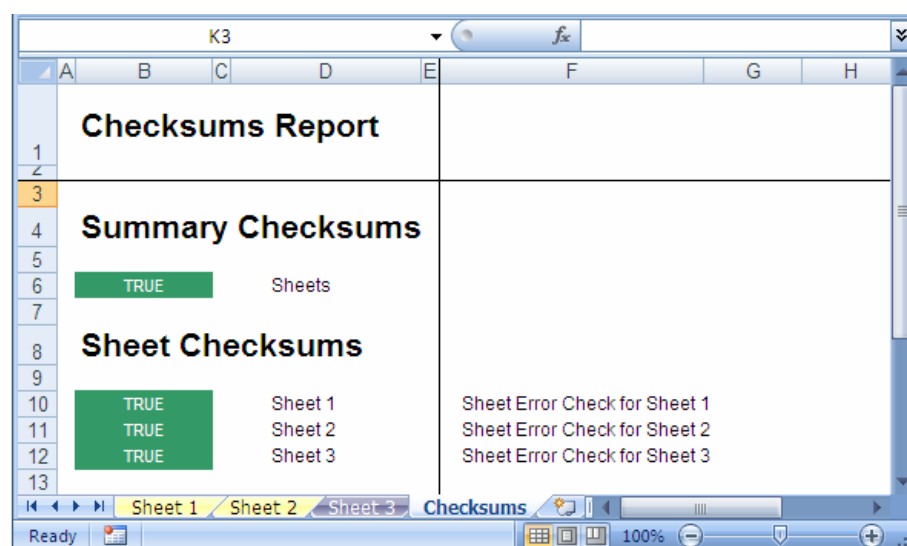 K3 fx
A B C D E F G H
1 Checksums Report
2
3
4 Summary Checksums
5
6 TRUE Sheets
7
8 Sheet Checksums
9
10 TRUE Sheet 1 Sheet Error Check for Sheet 1
11 TRUE Sheet 2 Sheet Error Check for Sheet 2
12 TRUE Sheet 3 Sheet Error Check for Sheet 3
13
Sheet 1 Sheet 2 Sheet 3 Checksums
Ready 100%